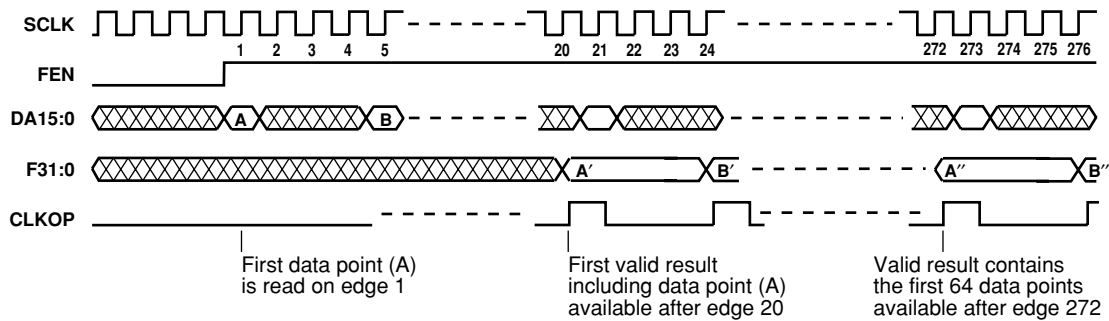 SCLK
1 2 3 4 5 20 21 22 23 24 272 273 274 275 276
FEN
DA15:0 A B
F31:0 A′ B′ A″ B″
CLKOP
First data point (A)
is read on edge 1
First valid result
including data point (A)
available after edge 20
Valid result contains
the first 64 data points
available after edge 272